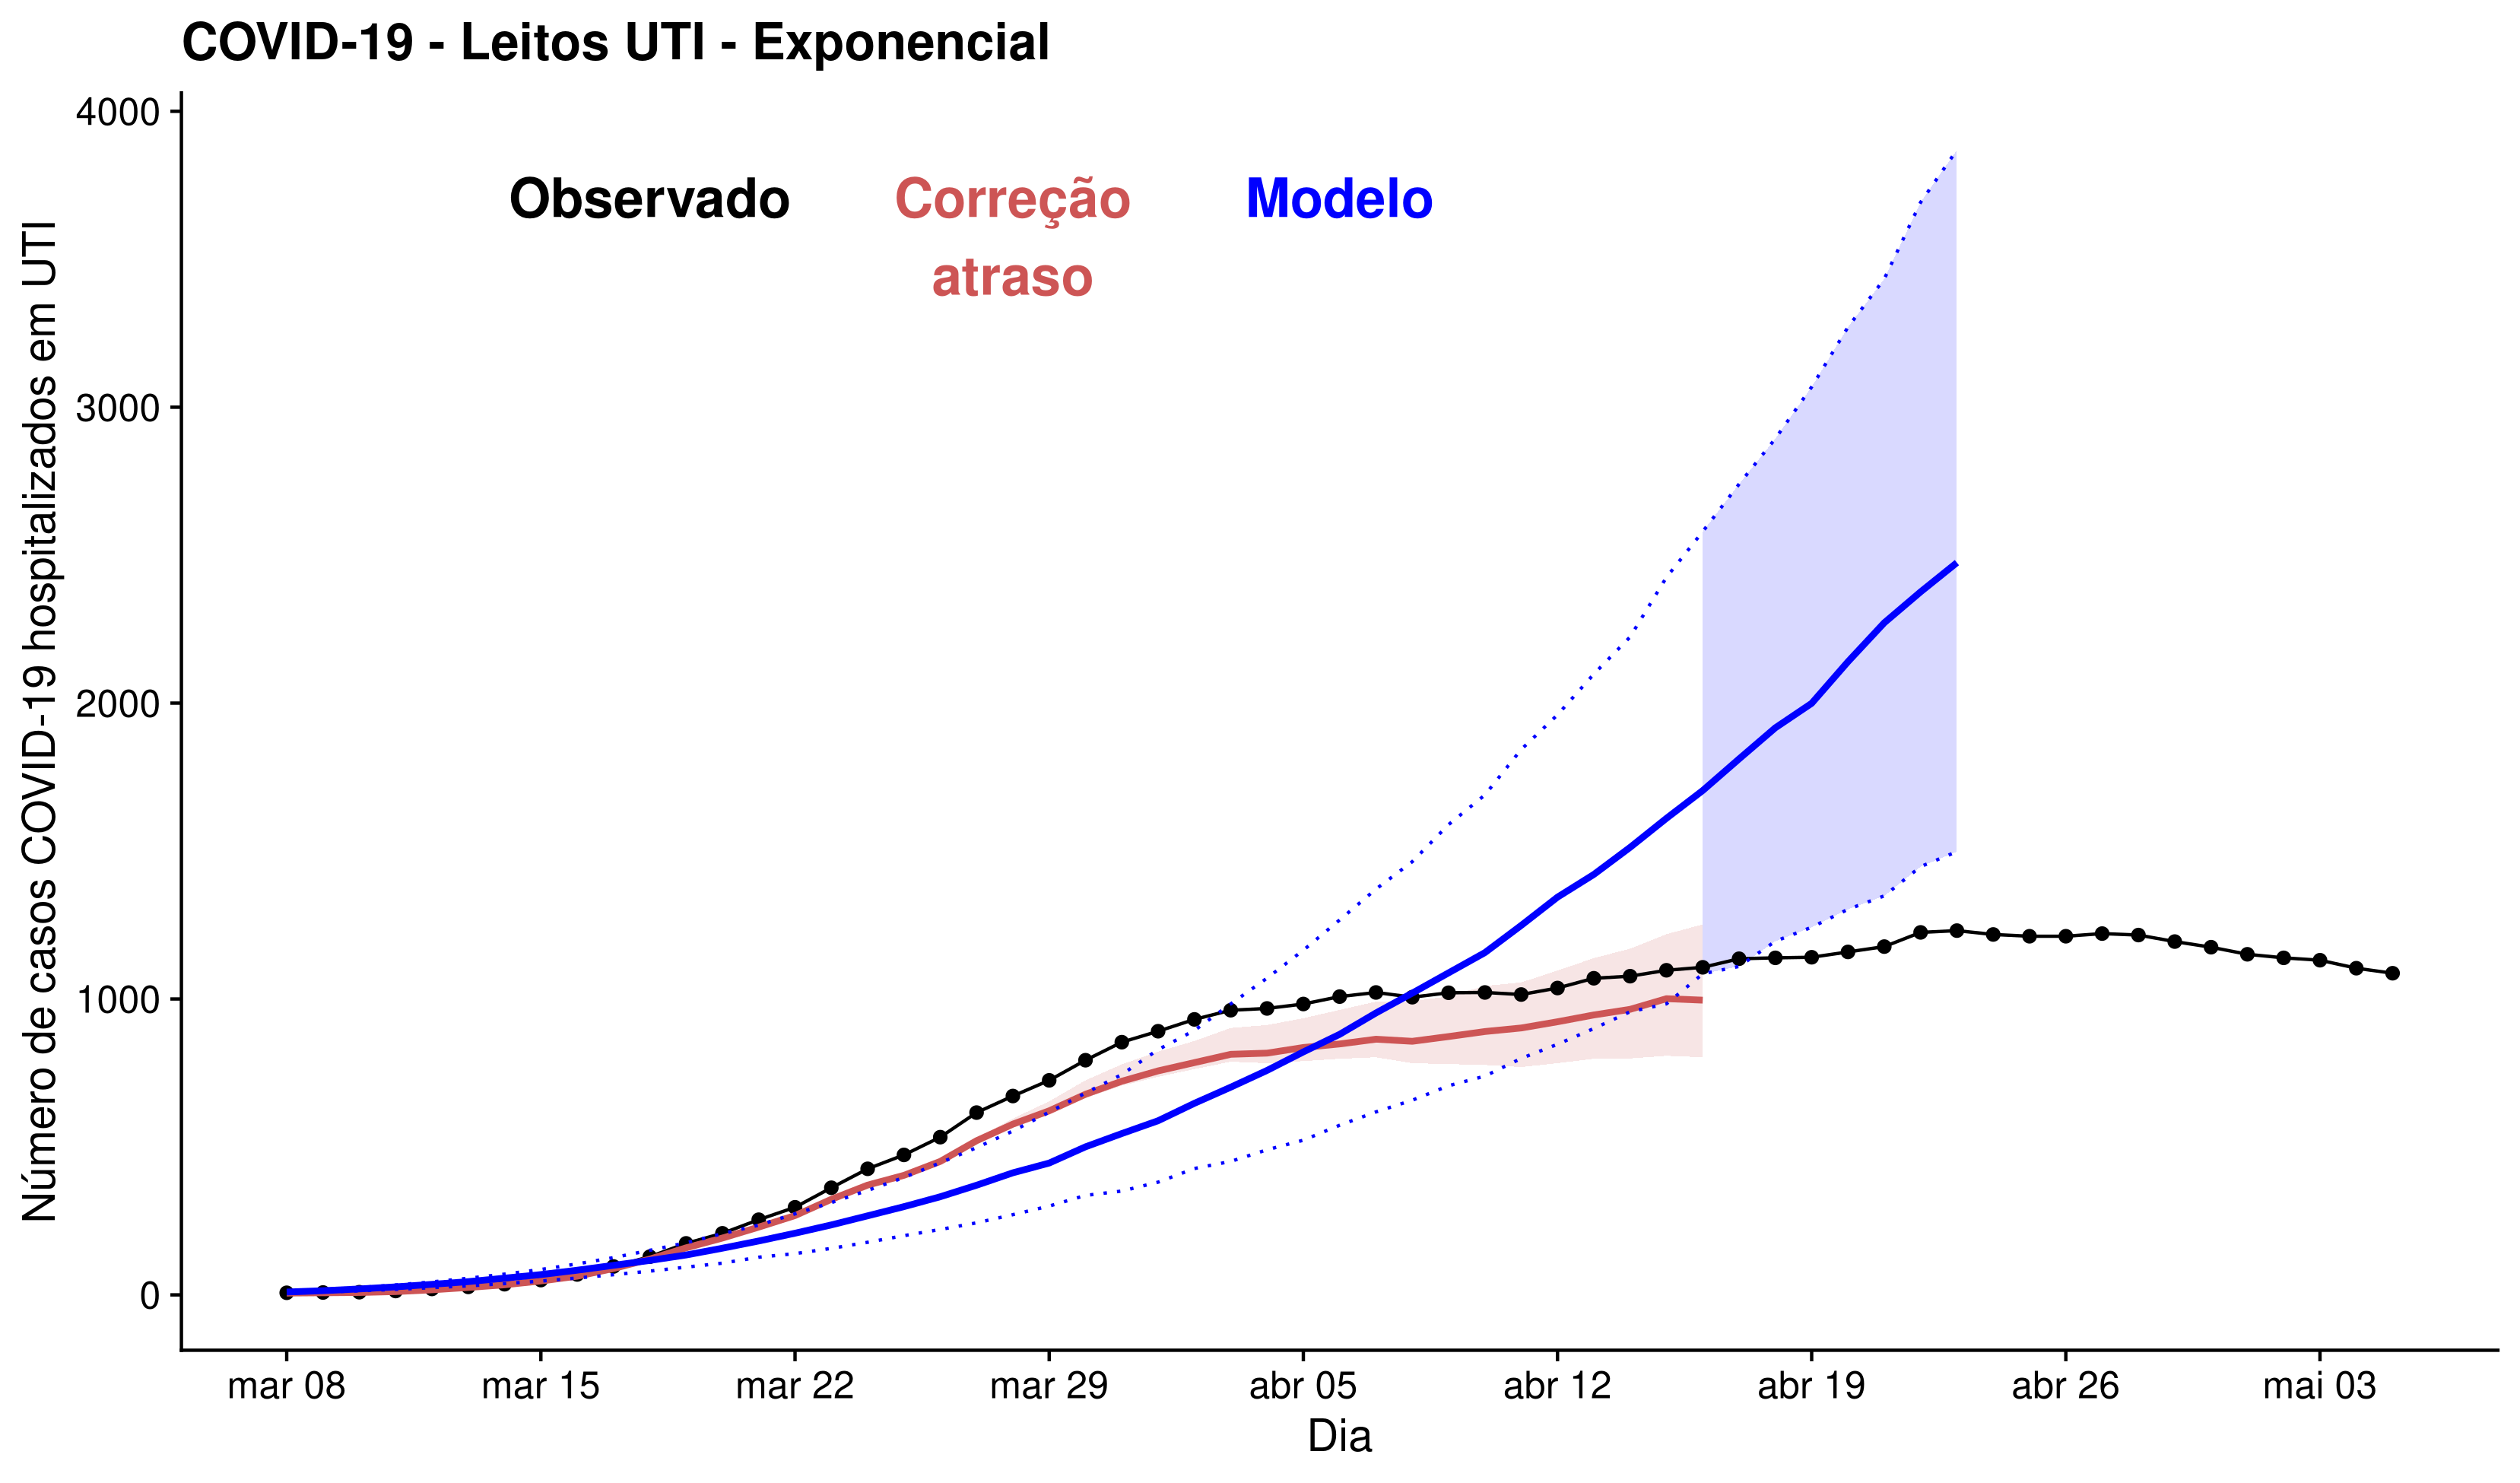 COVID-19 - Leitos UTI - Exponencial
Número de casos COVID-19 hospitalizados em UTI
4000
3000
2000
1000
0
Observado
Correção
atraso
Modelo
mar 08
mar 15
mar 22
mar 29
abr 05
abr 12
abr 19
abr 26
mai 03
Dia